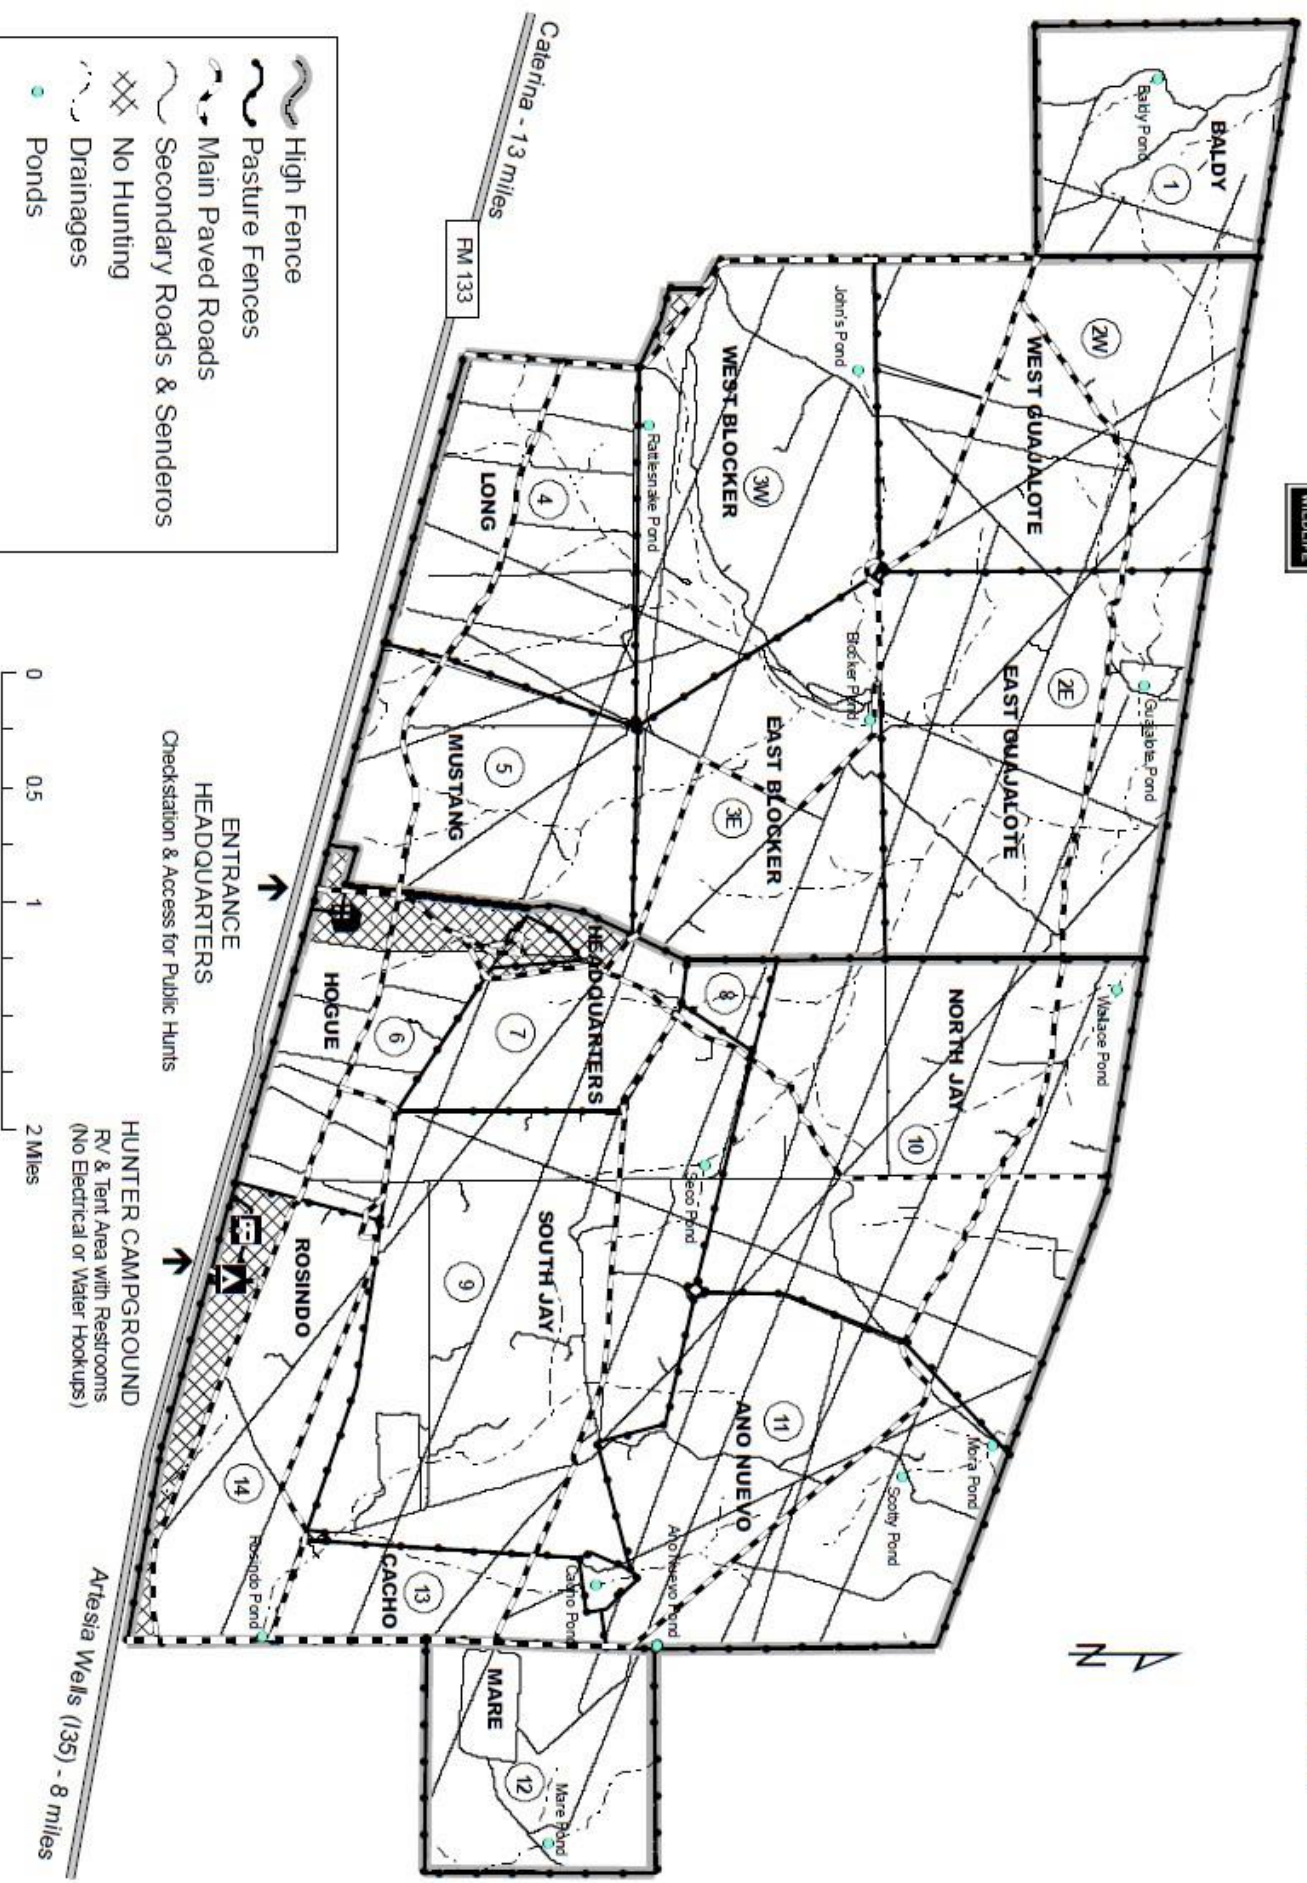 BALDY
1
Baldy Pond
2W
WEST GUAJALOTE
John's Pond
WEST BLOCKER
3W
Rattlesnake Pond
LONG
4
2E
Guajalote Pond
EAST GUAJALOTE
Blocker Pond
EAST BLOCKER
3E
MUSTANG
5
Wallace Pond
NORTH JAY
10
8
HEADQUARTERS
7
6
HOGUE
Seco Pond
SOUTH JAY
9
ROSINDO
14
Rosindo Pond
Mora Pond
Scotty Pond
11
ANO NUEVO
Ano Nuevo Pond
Cacho Pond
CACHO
13
MARE
12
Mare Pond
N
Caterina - 13 miles
FM 133
Artesia Wells (I35) - 8 miles
ENTRANCE
HEADQUARTERS
Checkstation & Access for Public Hunts
HUNTER CAMPGROUND
RV & Tent Area with Restrooms
(No Electrical or Water Hookups)
High Fence
Pasture Fences
Main Paved Roads
Secondary Roads & Senderos
No Hunting
Drainages
Ponds
0 0.5 1 2 Miles